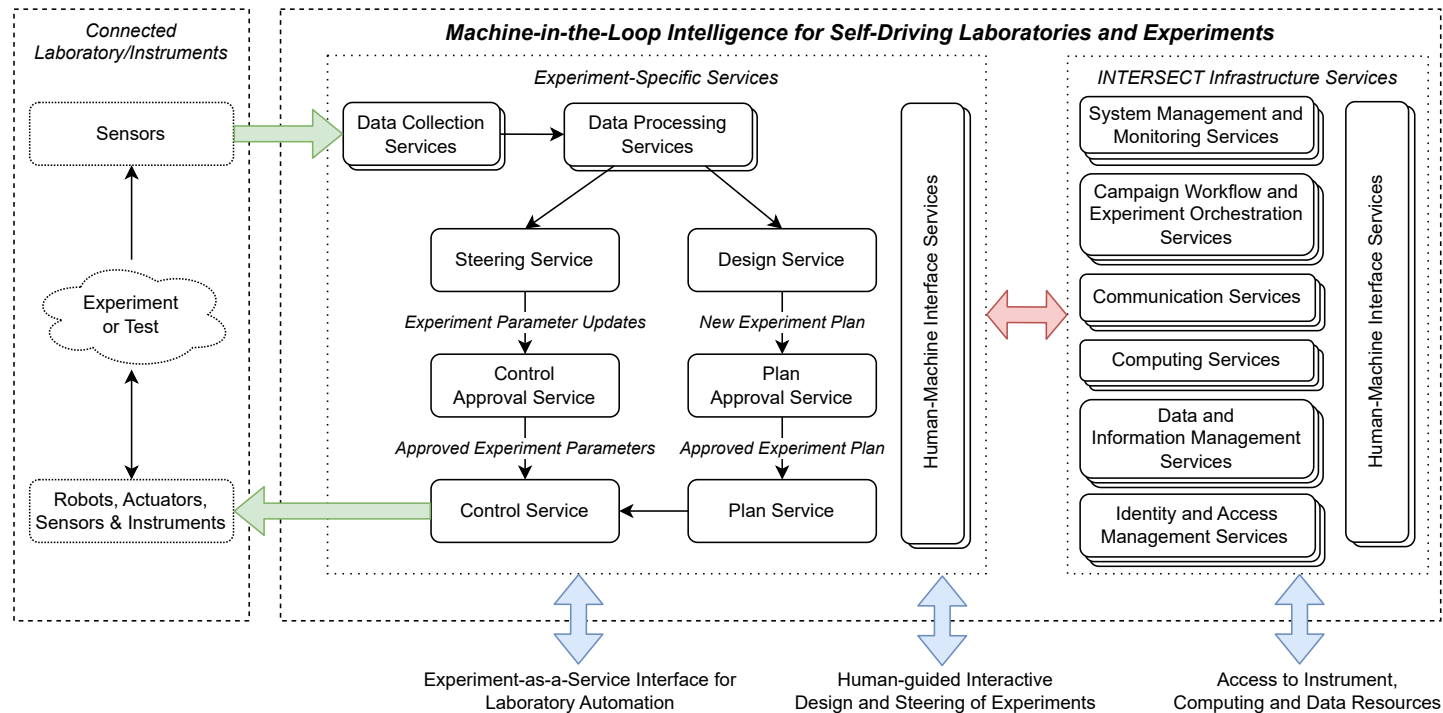 Connected
Laboratory/Instruments
Sensors
Experiment
or Test
Robots, Actuators,
Sensors & Instruments
Machine-in-the-Loop Intelligence for Self-Driving Laboratories and Experiments
Experiment-Specific Services
Data Collection
Services
Data Processing
Services
Steering Service
Design Service
Experiment Parameter Updates
New Experiment Plan
Control
Approval Service
Plan
Approval Service
Approved Experiment Parameters
Approved Experiment Plan
Control Service
Plan Service
Human-Machine Interface Services
INTERSECT Infrastructure Services
System Management and
Monitoring Services
Campaign Workflow and
Experiment Orchestration
Services
Communication Services
Computing Services
Data and
Information Management
Services
Identity and Access
Management Services
Human-Machine Interface Services
Experiment-as-a-Service Interface for
Laboratory Automation
Human-guided Interactive
Design and Steering of Experiments
Access to Instrument,
Computing and Data Resources